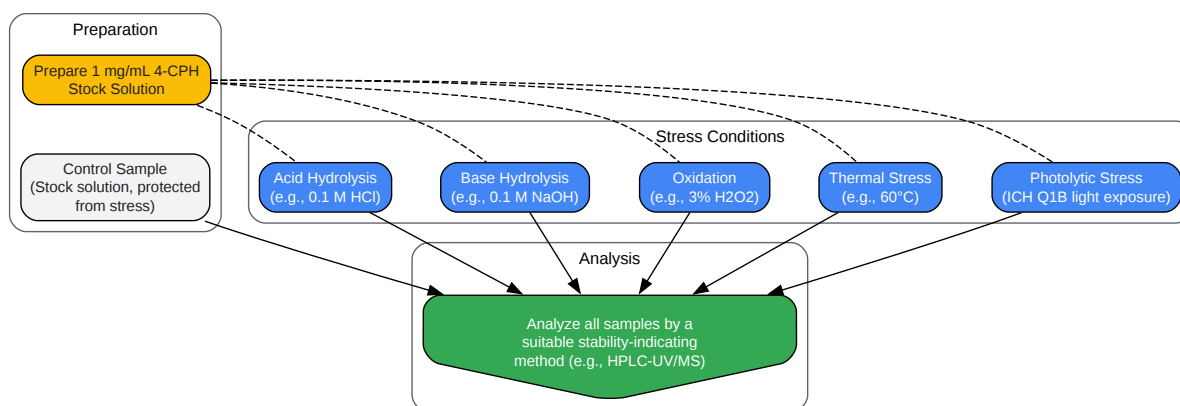 Preparation
Prepare 1 mg/mL 4-CPH
Stock Solution
Control Sample
(Stock solution, protected
from stress)
Stress Conditions
Acid Hydrolysis
(e.g., 0.1 M HCl)
Base Hydrolysis
(e.g., 0.1 M NaOH)
Oxidation
(e.g., 3% H2O2)
Thermal Stress
(e.g., 60°C)
Photolytic Stress
(ICH Q1B light exposure)
Analysis
Analyze all samples by a
suitable stability-indicating
method (e.g., HPLC-UV/MS)